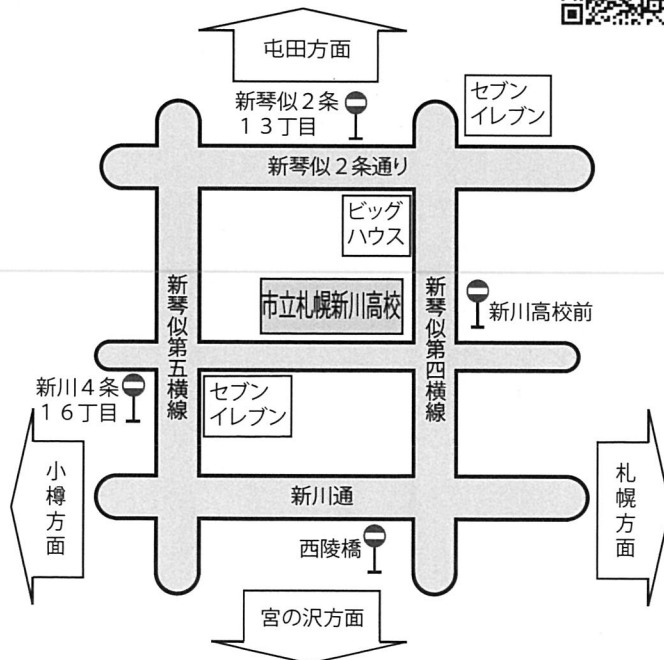 屯田方面
新琴似2条
13丁目
セブン
イレブン
新琴似2条通り
ビッグ
ハウス
市立札幌新川高校
新琴似第五横線
新琴似第四横線
新川高校前
新川4条
16丁目
セブン
イレブン
小樽方面
新川通
札幌方面
西陵橋
宮の沢方面